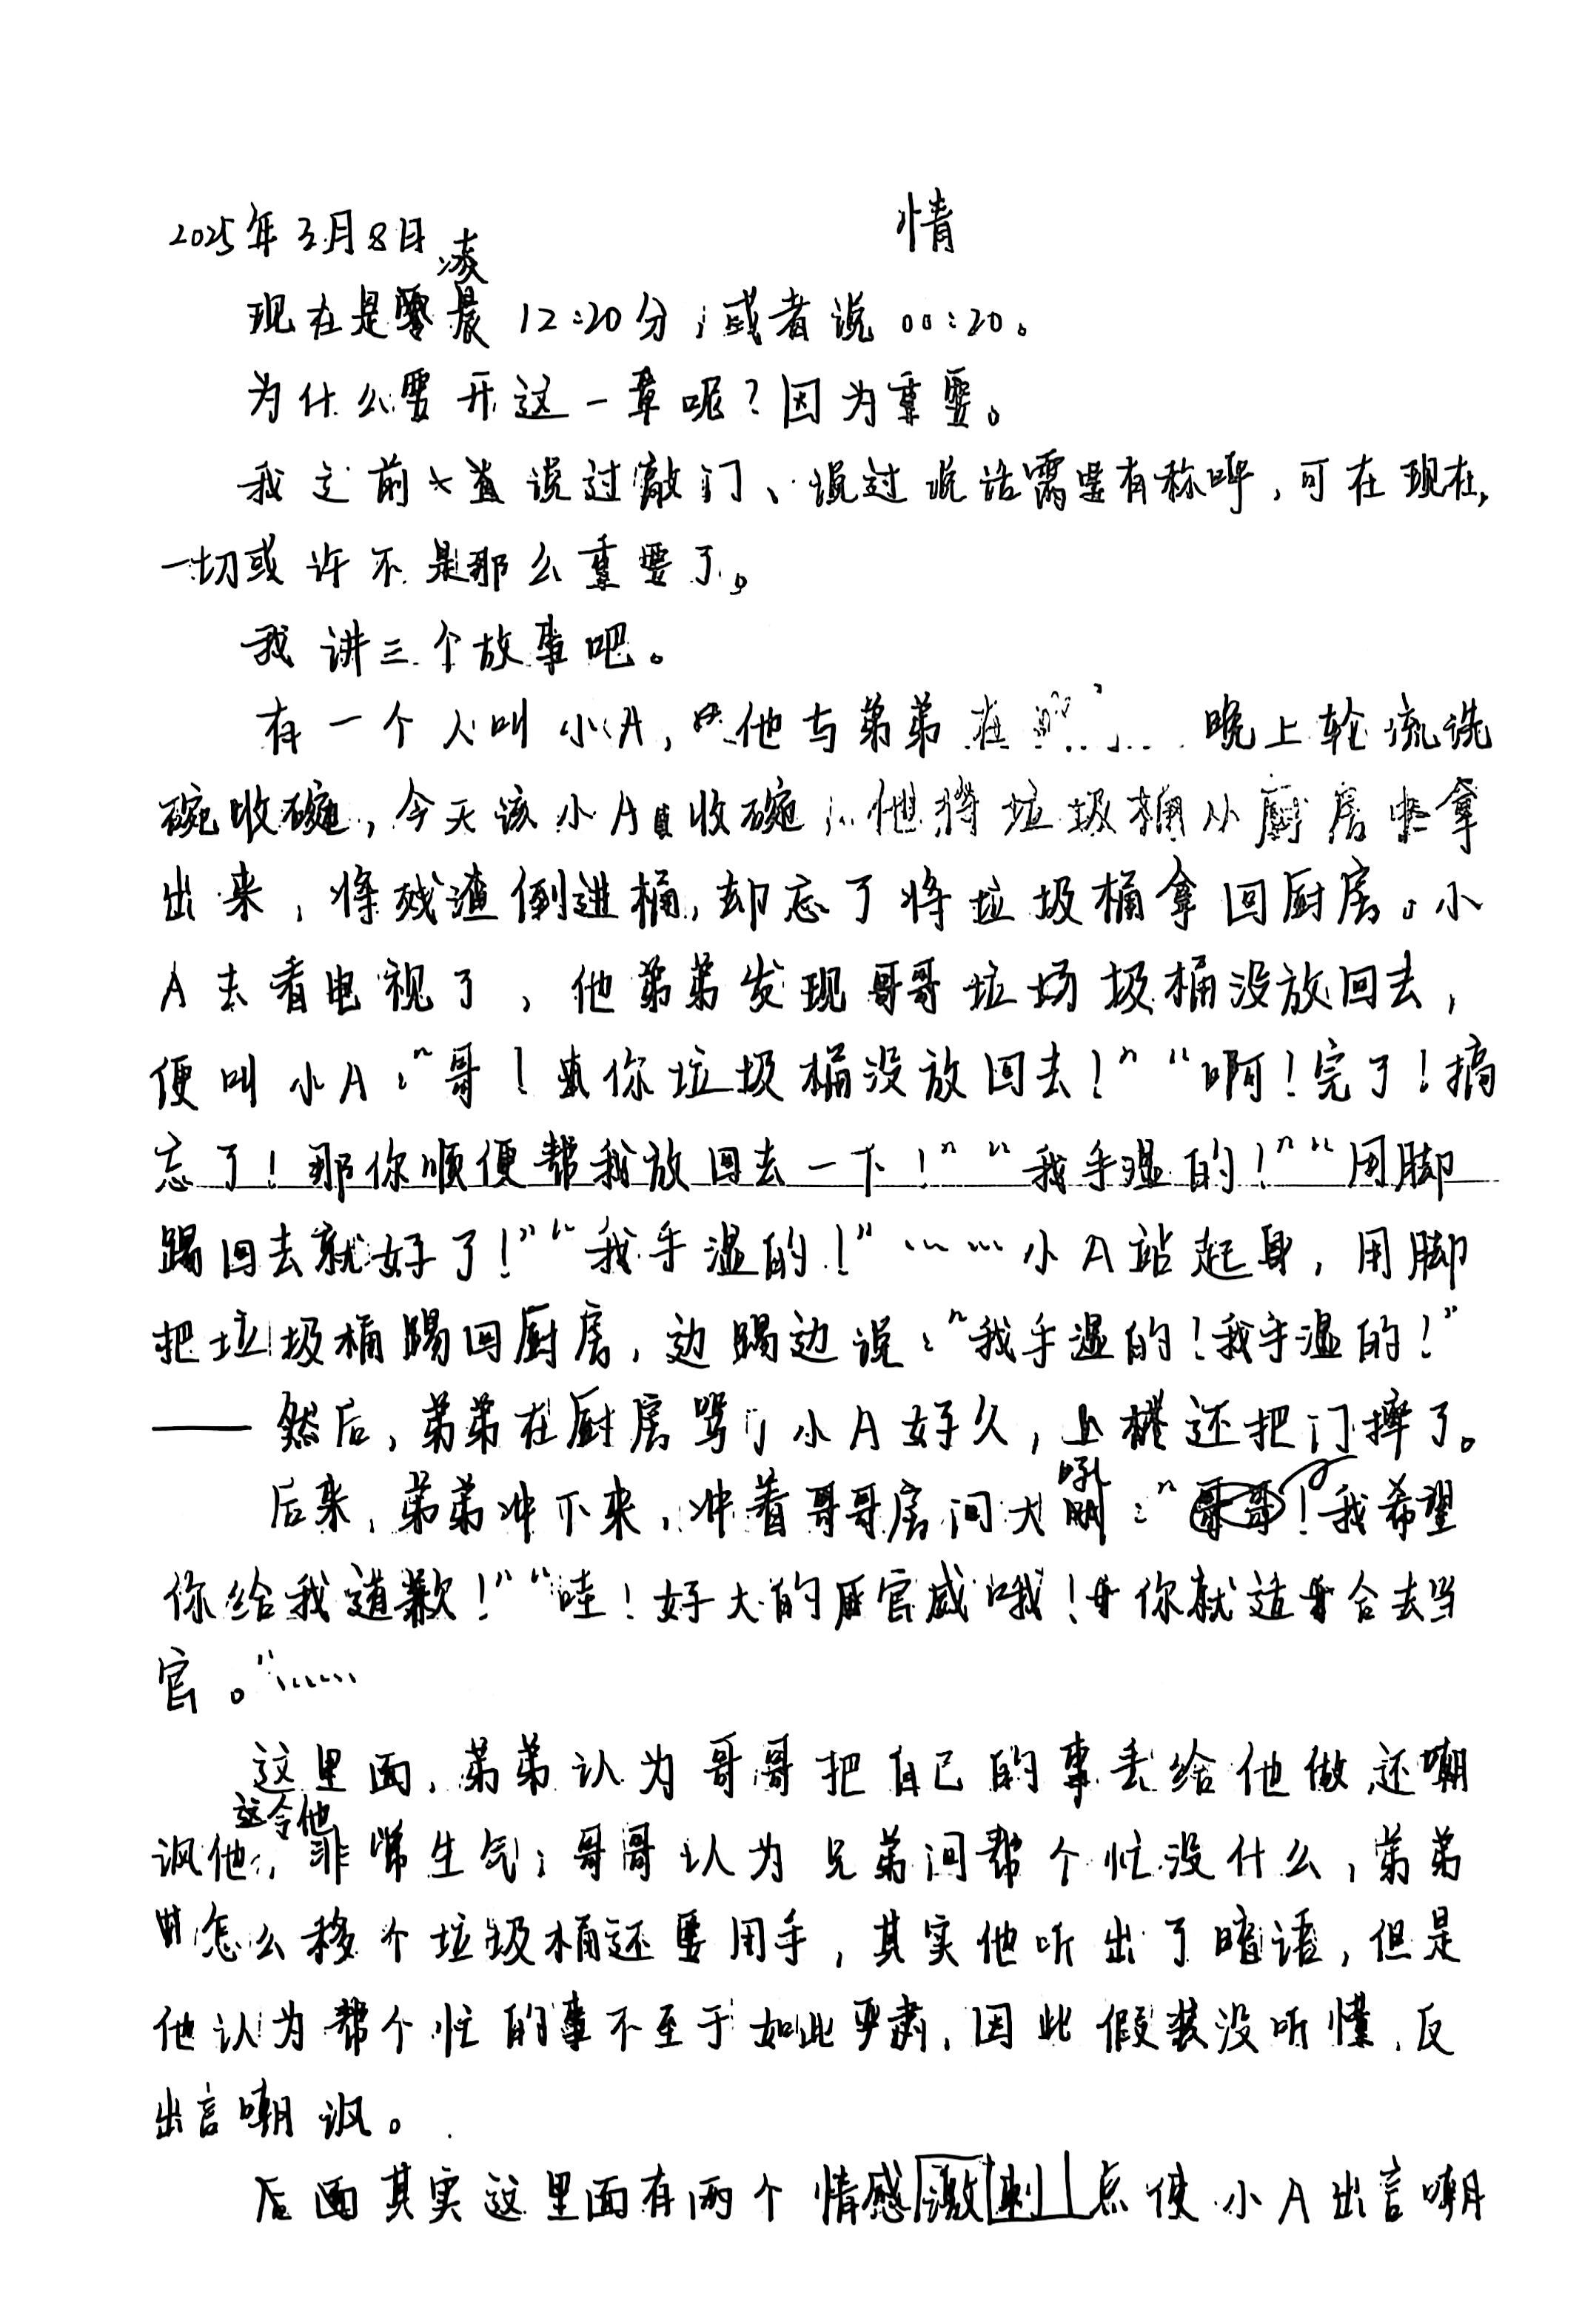 2025年3月8日 情
现在是凌晨12:20分,或者说00:20。
为什么要开这一章呢?因为重要。
我之前 说过敲门、说过说话需要有称呼,可在现在,
一切或许不是那么重要了。
我讲三个故事吧。
有一个人叫小A,他与弟弟 晚上轮流洗
碗收碗,今天该小A收碗,他将垃圾桶从厨房中拿
出来,将残渣倒进桶,却忘了将垃圾桶拿回厨房。小
A去看电视了,他弟弟发现哥哥垃圾桶没放回去,
便叫小A:“哥!你垃圾桶没放回去!”“啊!完了!搞
忘了!那你顺便帮我放回去一下!”“我手湿的!”“用脚
踢回去就好了!”“我手湿的!”……小A站起身,用脚
把垃圾桶踢回厨房,边踢边说:“我手湿的!我手湿的!”
——然后,弟弟在厨房骂了小A好久,上楼还把门摔了。
后来,弟弟冲下来,冲着哥哥房间大吼:“我希望
你给我道歉!”“哇!好大的官威哦!你就适合去当
官。”……
这里面,弟弟认为哥哥把自己的事丢给他做还嘲
讽他,这令他非常生气;哥哥认为兄弟间帮个忙没什么,弟弟
怎么移个垃圾桶还要用手,其实他听出了暗语,但是
他认为帮个忙的事不至于如此严肃,因此假装没听懂,反
出言嘲讽。
后面其实这里面有两个情感激刺点使小A出言嘲